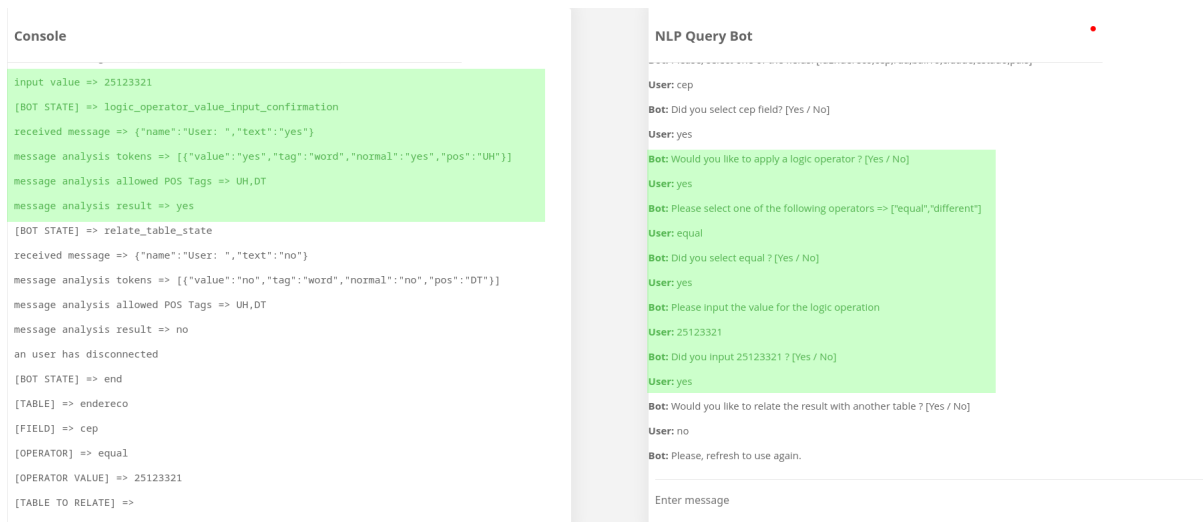 Console
input value => 25123321
[BOT STATE] => logic_operator_value_input_confirmation
received message => {"name":"User: ","text":"yes"}
message analysis tokens => [{"value":"yes","tag":"word","normal":"yes","pos":"UH"}]
message analysis allowed POS Tags => UH,DT
message analysis result => yes
[BOT STATE] => relate_table_state
received message => {"name":"User: ","text":"no"}
message analysis tokens => [{"value":"no","tag":"word","normal":"no","pos":"DT"}]
message analysis allowed POS Tags => UH,DT
message analysis result => no
an user has disconnected
[BOT STATE] => end
[TABLE] => endereco
[FIELD] => cep
[OPERATOR] => equal
[OPERATOR VALUE] => 25123321
[TABLE TO RELATE] =>
NLP Query Bot
User: cep
Bot: Did you select cep field? [Yes / No]
User: yes
Bot: Would you like to apply a logic operator ? [Yes / No]
User: yes
Bot: Please select one of the following operators => ["equal","different"]
User: equal
Bot: Did you select equal ? [Yes / No]
User: yes
Bot: Please input the value for the logic operation
User: 25123321
Bot: Did you input 25123321 ? [Yes / No]
User: yes
Bot: Would you like to relate the result with another table ? [Yes / No]
User: no
Bot: Please, refresh to use again.
Enter message